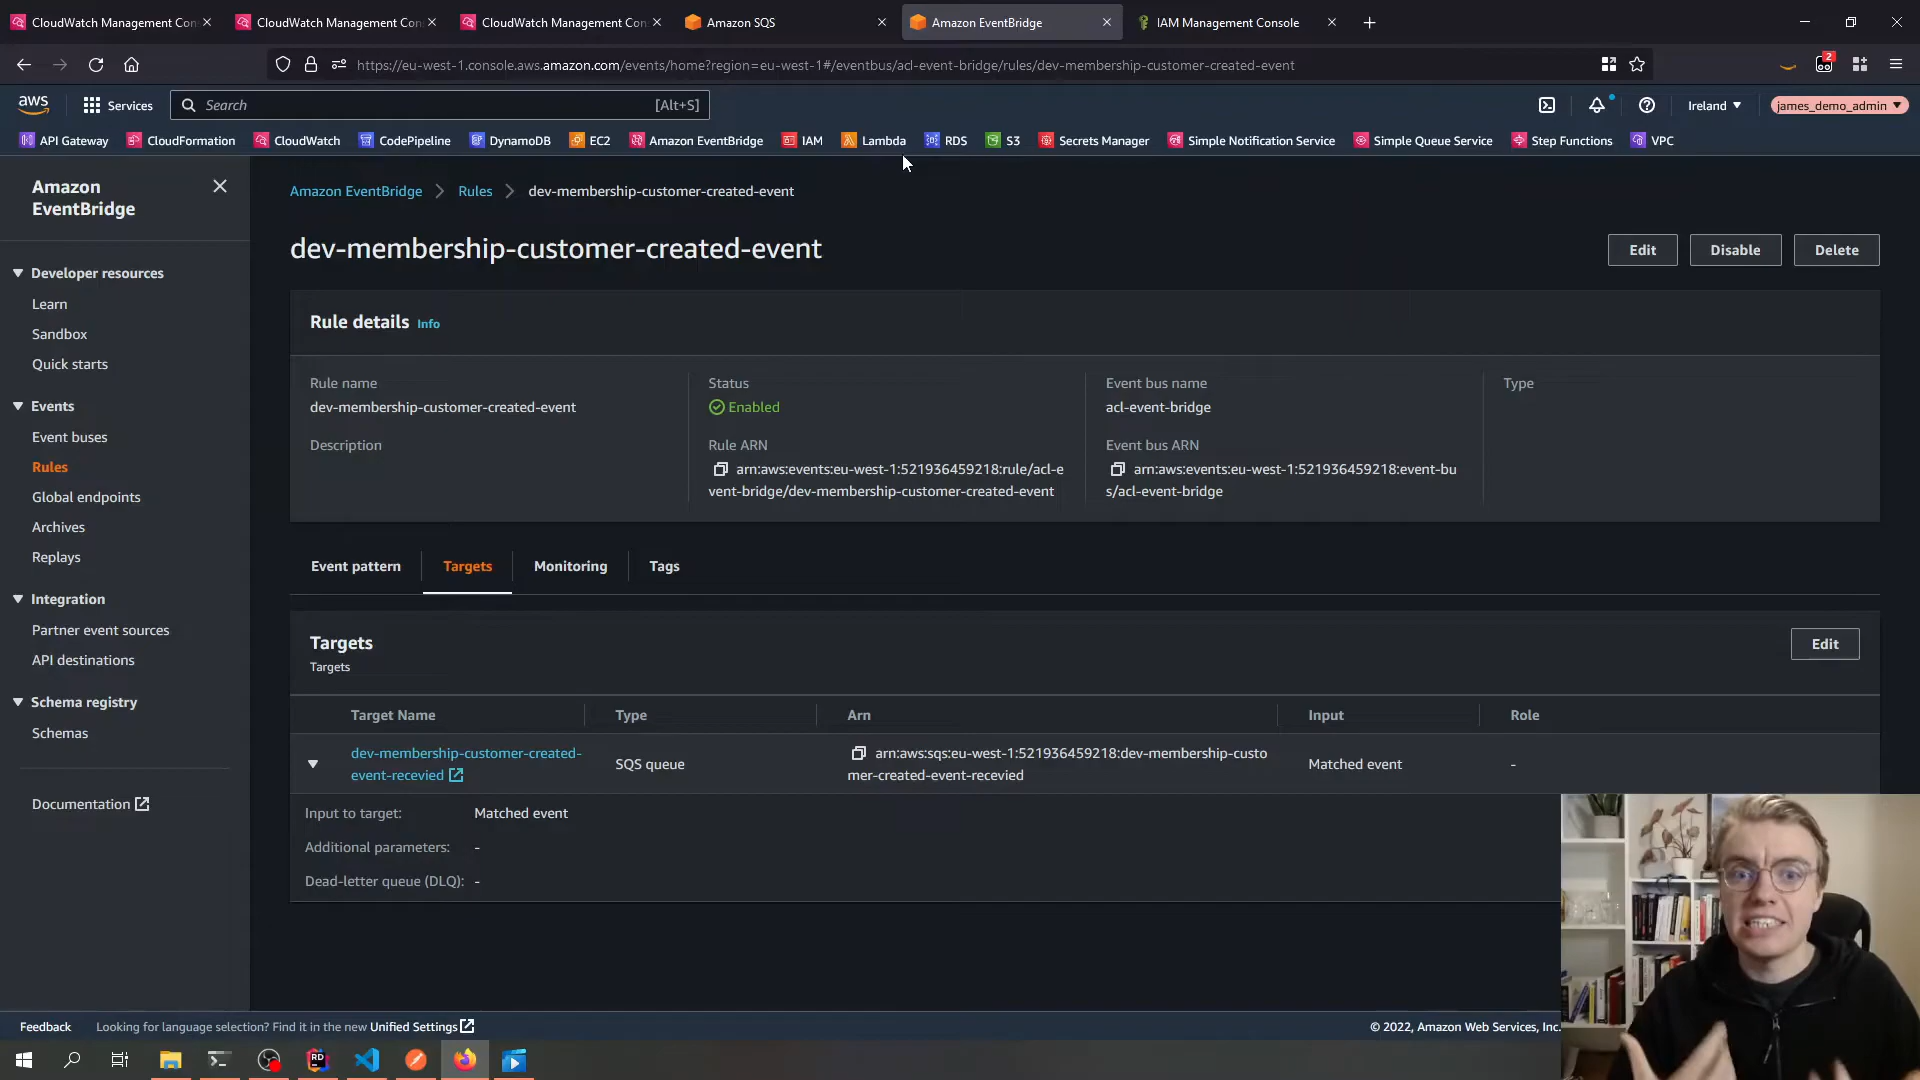 CloudWatch Management Con
CloudWatch Management Con
CloudWatch Management Con
Amazon SQS
Amazon EventBridge
IAM Management Console
https://eu-west-1.console.aws.amazon.com/events/home?region=eu-west-1#/eventbus/acl-event-bridge/rules/dev-membership-customer-created-event
2
aws
Services
Search
[Alt+S]
Ireland
james_demo_admin
API Gateway
CloudFormation
CloudWatch
CodePipeline
DynamoDB
EC2
Amazon EventBridge
IAM
Lambda
RDS
S3
Secrets Manager
Simple Notification Service
Simple Queue Service
Step Functions
VPC
Amazon
EventBridge
Developer resources
Learn
Sandbox
Quick starts
Events
Event buses
Rules
Global endpoints
Archives
Replays
Integration
Partner event sources
API destinations
Schema registry
Schemas
Documentation
Amazon EventBridge
Rules
dev-membership-customer-created-event
dev-membership-customer-created-event
Edit
Disable
Delete
Rule details Info
Rule name
dev-membership-customer-created-event
Description
Status
Enabled
Rule ARN
arn:aws:events:eu-west-1:521936459218:rule/acl-e
vent-bridge/dev-membership-customer-created-event
Event bus name
acl-event-bridge
Event bus ARN
arn:aws:events:eu-west-1:521936459218:event-bu
s/acl-event-bridge
Type
Event pattern
Targets
Monitoring
Tags
Targets
Targets
Edit
Target Name
Type
Arn
Input
Role
dev-membership-customer-created-
event-recevied
SQS queue
arn:aws:sqs:eu-west-1:521936459218:dev-membership-custo
mer-created-event-recevied
Matched event
-
Input to target:
Matched event
Additional parameters:
-
Dead-letter queue (DLQ):
-
Feedback
Looking for language selection? Find it in the new Unified Settings
© 2022, Amazon Web Services, Inc.
RD